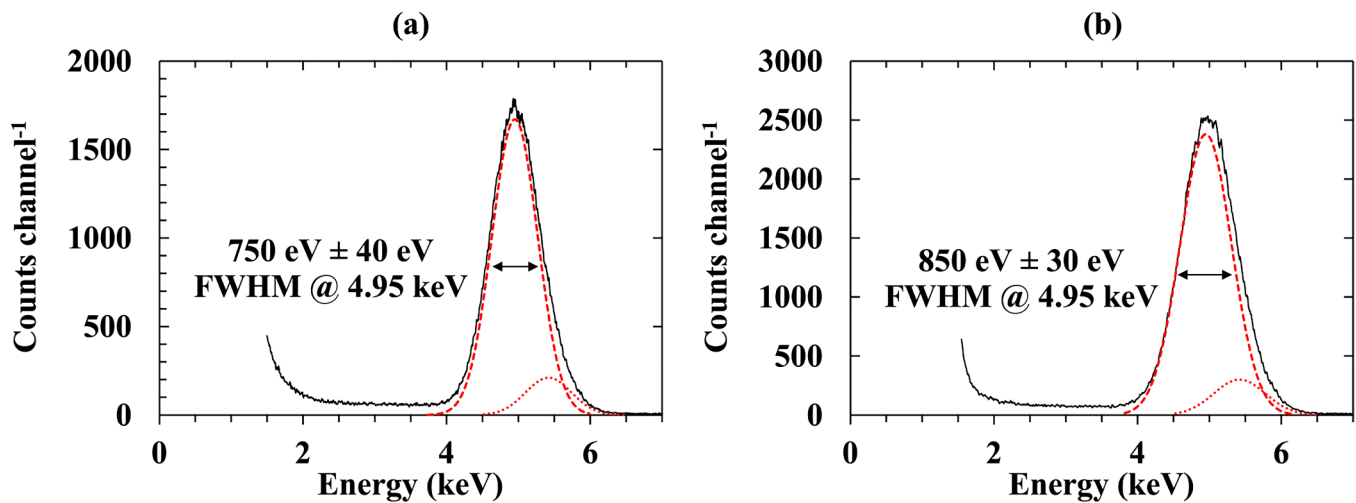 (a)
2000
1500
1000
500
0
Counts channel-1
750 eV ± 40 eV
FWHM @ 4.95 keV
0 2 4 6
Energy (keV)
(b)
3000
2500
2000
1500
1000
500
0
Counts channel-1
850 eV ± 30 eV
FWHM @ 4.95 keV
0 2 4 6
Energy (keV)